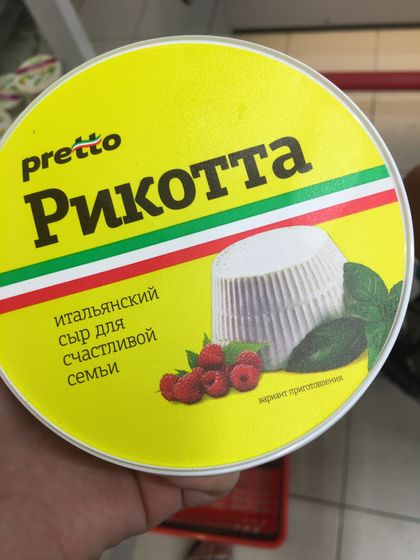 pretto
Рикотта
итальянский
сыр для
счастливой
семьи
вариант приготовления